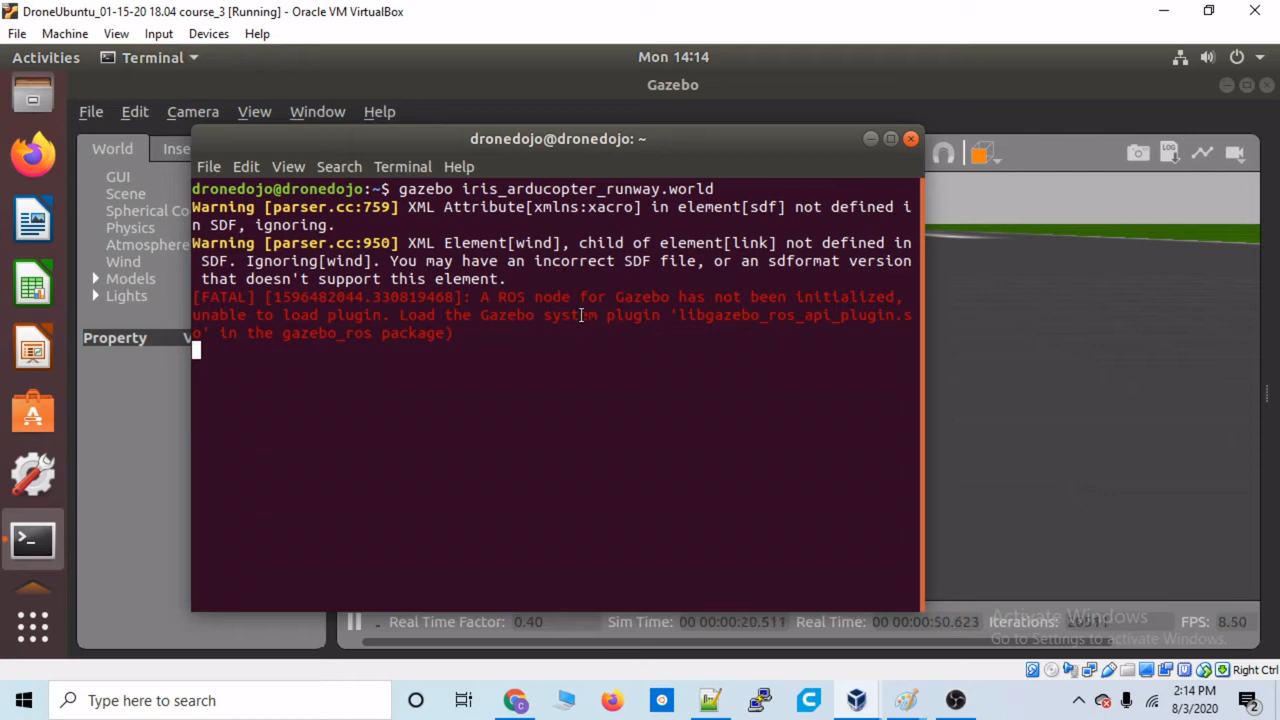 DroneUbuntu_01-15-20 18.04 course_3 [Running] - Oracle VM VirtualBox
File Machine View Input Devices Help
Activities Terminal Mon 14:14
Gazebo
File Edit Camera View Window Help
World Inse
GUI
Scene
Spherical Co
Physics
Atmosphere
Wind
Models
Lights
Property V
dronedojo@dronedojo: ~
File Edit View Search Terminal Help
dronedojo@dronedojo:~$ gazebo iris_arducopter_runway.world
Warning [parser.cc:759] XML Attribute[xmlns:xacro] in element[sdf] not defined i
n SDF, ignoring.
Warning [parser.cc:950] XML Element[wind], child of element[link] not defined in
SDF. Ignoring[wind]. You may have an incorrect SDF file, or an sdformat version
that doesn't support this element.
[FATAL] [1596482044.330819468]: A ROS node for Gazebo has not been initialized,
unable to load plugin. Load the Gazebo system plugin 'libgazebo_ros_api_plugin.s
o' in the gazebo_ros package)
LOG
Real Time Factor: 0.40 Sim Time: 00 00:00:20.511 Real Time: 00 00:00:50.623 Iterations: FPS: 8.50
Activate Windows
Go to Settings to activate Windows.
Right Ctrl
Type here to search
2:14 PM
8/3/2020
2